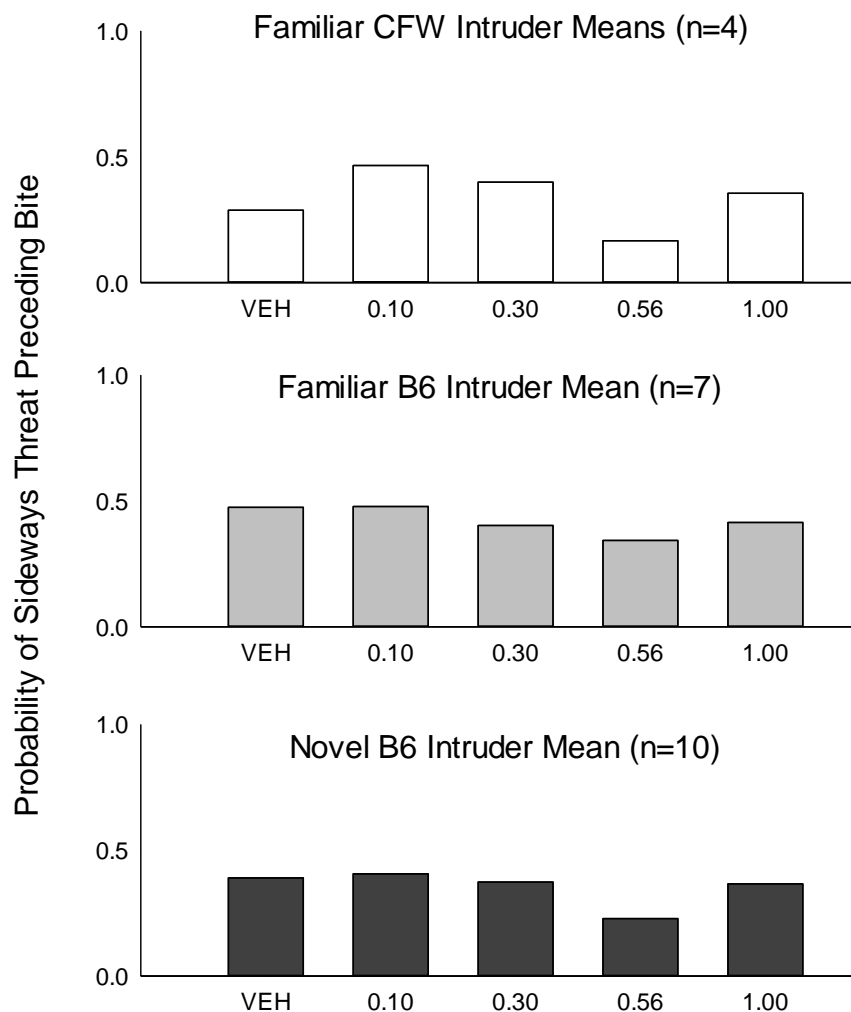 Probability of Sideways Threat Preceding Bite
Familiar CFW Intruder Means (n=4)
1.0
0.5
0.0
VEH 0.10 0.30 0.56 1.00
Familiar B6 Intruder Mean (n=7)
1.0
0.5
0.0
VEH 0.10 0.30 0.56 1.00
Novel B6 Intruder Mean (n=10)
1.0
0.5
0.0
VEH 0.10 0.30 0.56 1.00